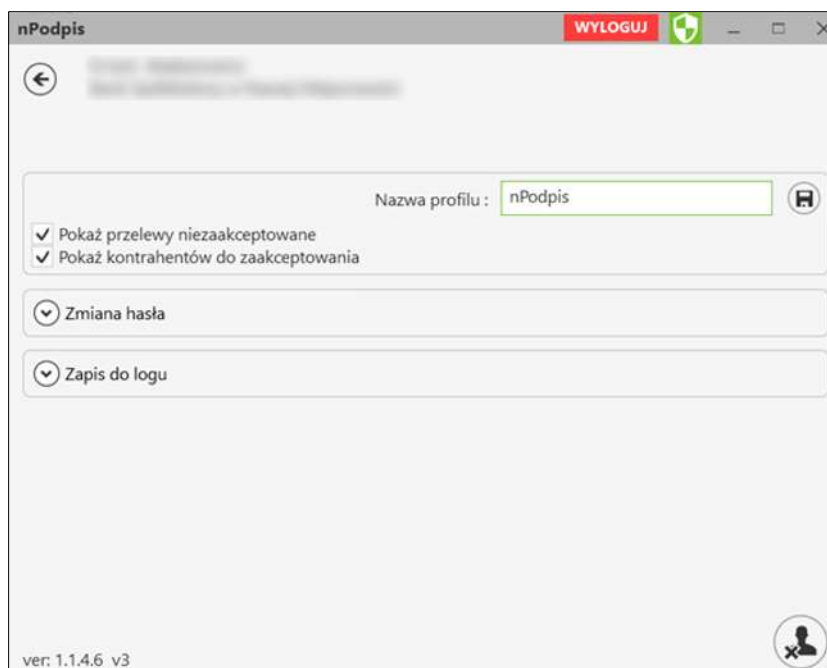 nPodpis
WYLOGUJ
Nazwa profilu :
nPodpis
Pokaż przelewy niezaakceptowane
Pokaż kontrahentów do zaakceptowania
Zmiana hasła
Zapis do logu
ver: 1.1.4.6 v3